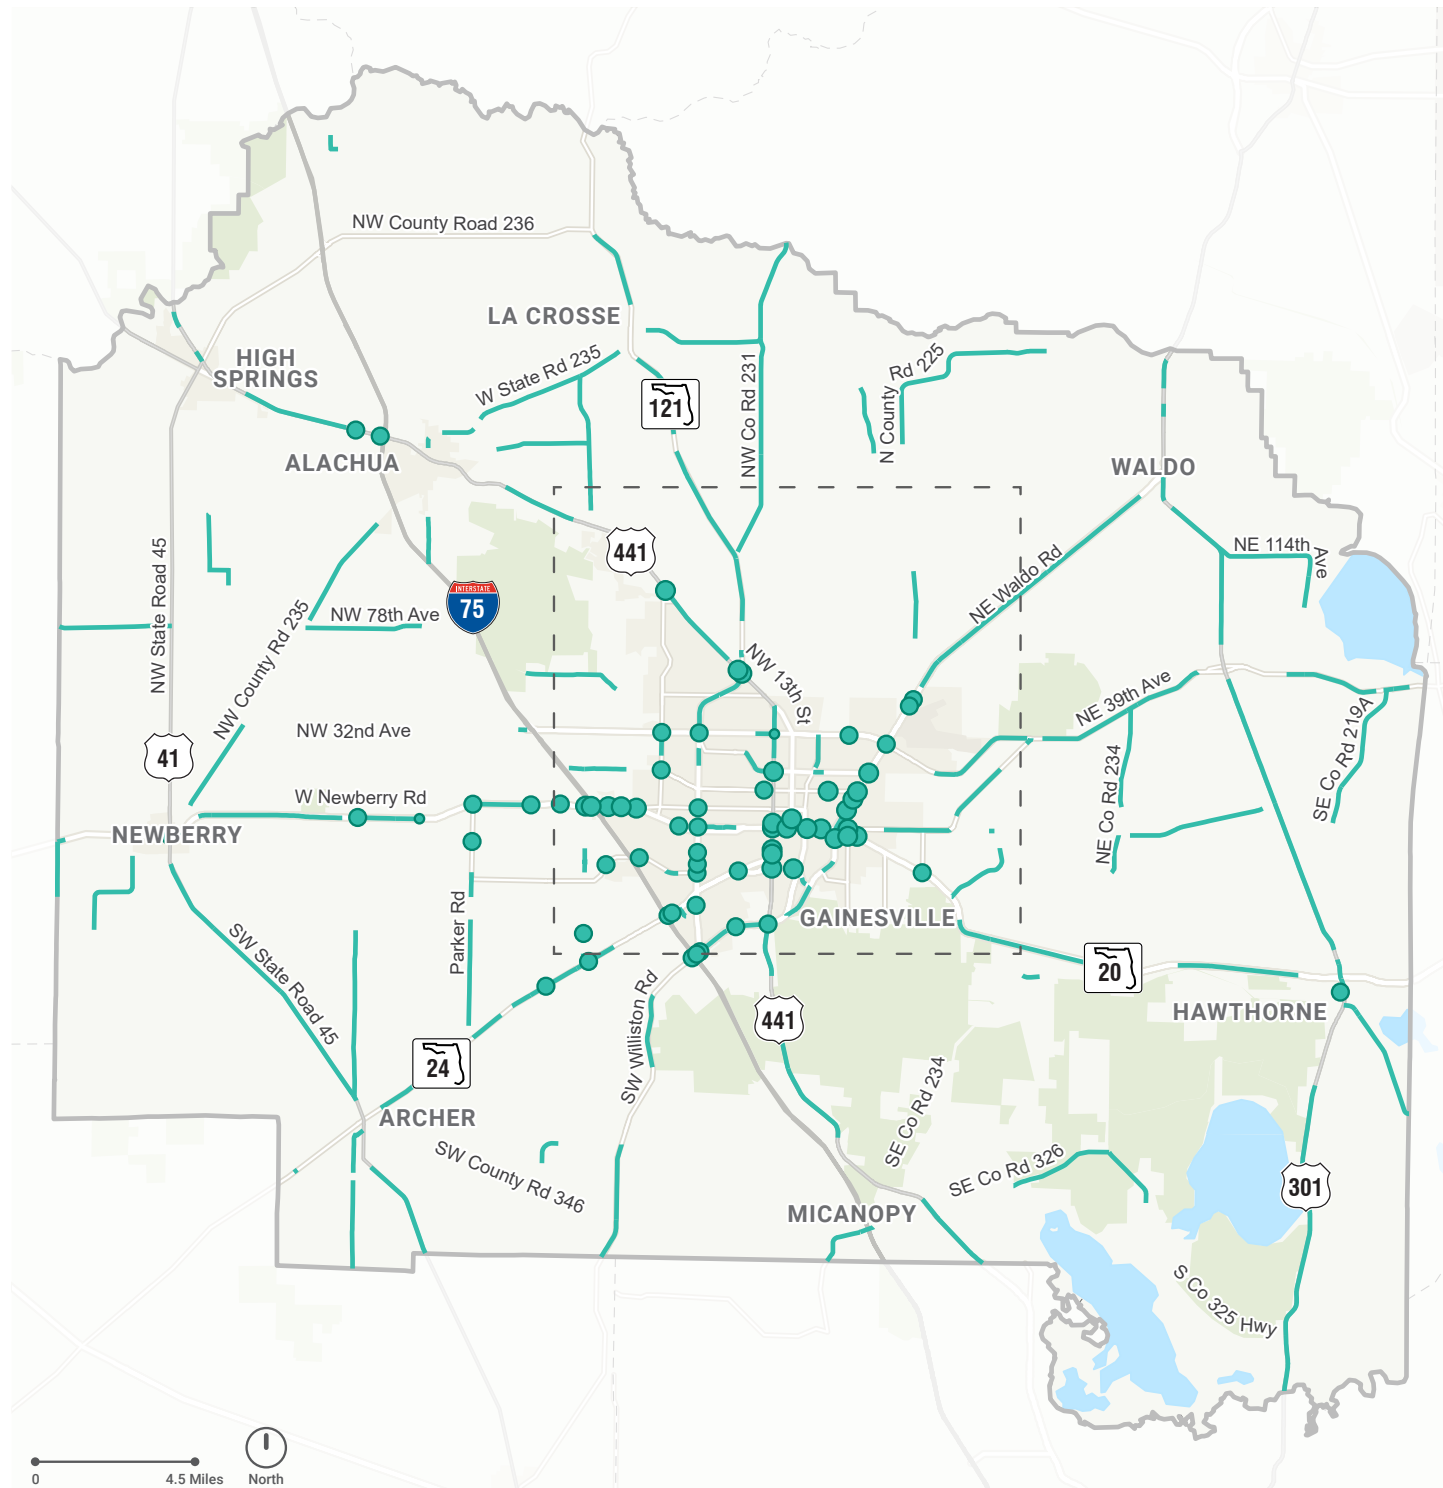 NW County Road 236
LA CROSSE
HIGH
SPRINGS
W State Rd 235
121
NW Co Rd 231
N County
Rd 225
ALACHUA
WALDO
441
NE 114th
Ave
NE Waldo Rd
NW State Road 45
INTERSTATE
75
NW 78th Ave
NW County Rd 235
NW 13th St
NE 39th Ave
SE Co Rd 219A
NW 32nd Ave
41
NE Co Rd 234
W Newberry Rd
NEWBERRY
GAINESVILLE
Parker Rd
SW State Road 45
20
HAWTHORNE
441
SW Williston Rd
24
ARCHER
SE Co Rd 234
SW County Rd 346
SE Co Rd 326
301
MICANOPY
S Co 325 Hwy
0
4.5 Miles
North